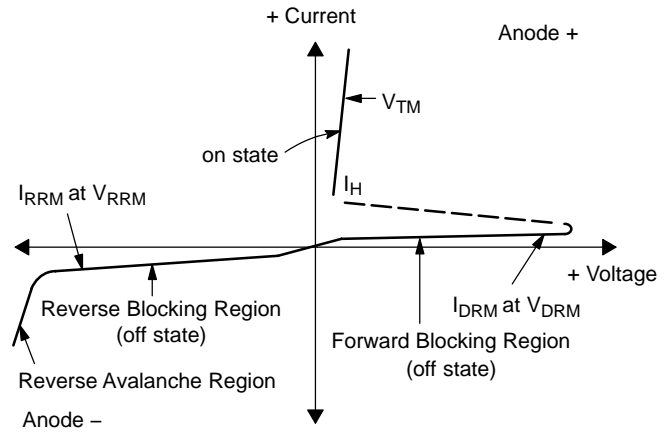 + Current
Anode +
V_TM
on state
I_H
I_RRM at V_RRM
+ Voltage
I_DRM at V_DRM
Reverse Blocking Region
(off state)
Forward Blocking Region
(off state)
Reverse Avalanche Region
Anode –